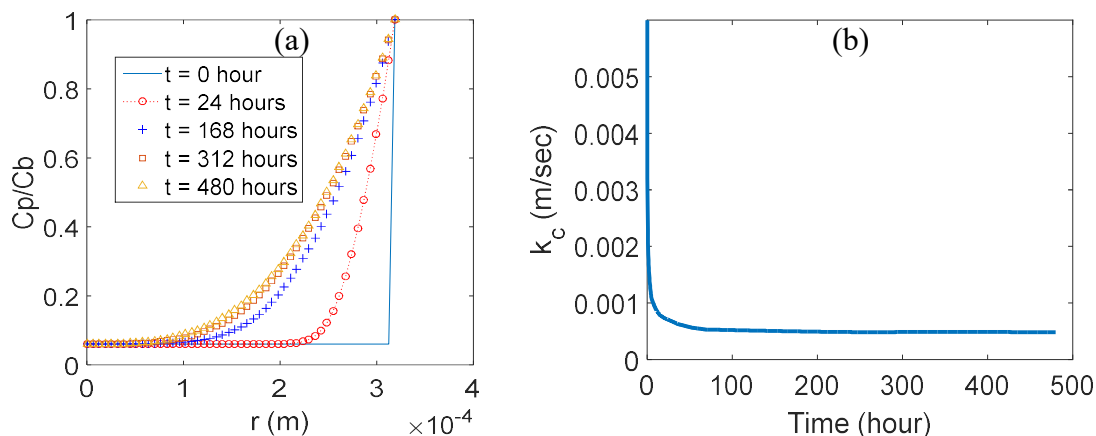 (a)
1
0.8
0.6
0.4
0.2
0
Cp/Cb
t = 0 hour
t = 24 hours
t = 168 hours
t = 312 hours
t = 480 hours
0 1 2 3 4
r (m)
×10⁻⁴
(b)
0.005
0.004
0.003
0.002
0.001
0
k_c (m/sec)
0 100 200 300 400 500
Time (hour)